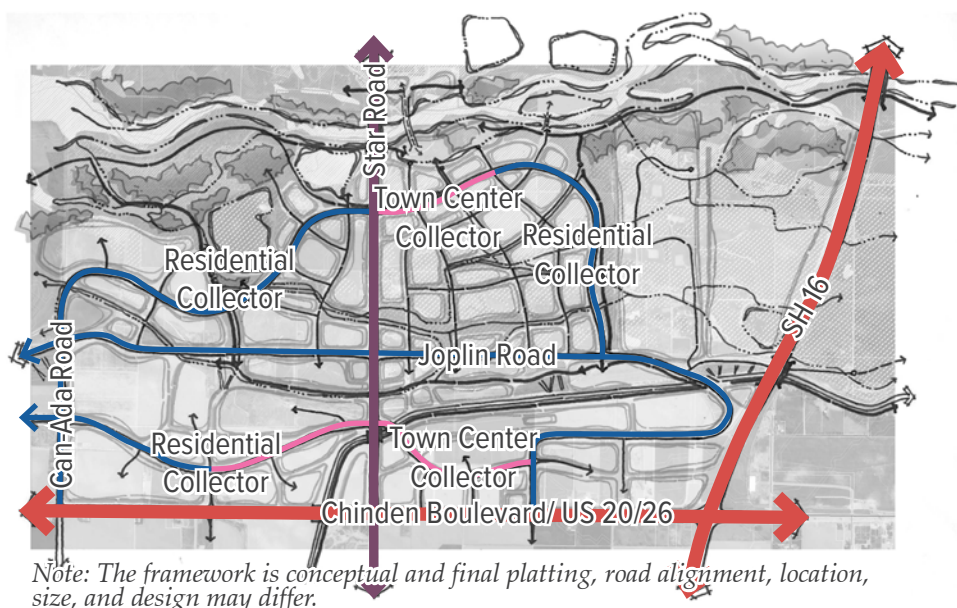 Star Road
Town Center
Collector
Residential
Collector
Residential
Collector
SH 16
Can-Ada Road
Joplin Road
Residential
Collector
Town Center
Collector
Chinden Boulevard/ US 20/26
Note: The framework is conceptual and final platting, road alignment, location,
size, and design may differ.